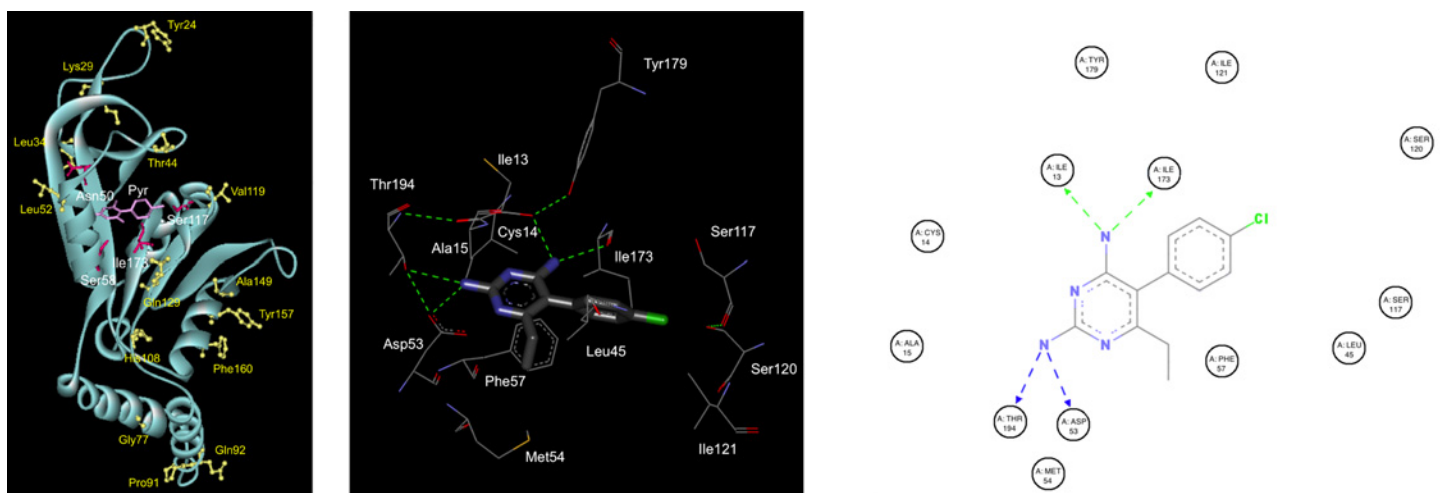 Tyr24
Lys29
Leu34
Thr44
Asn50
Pyr
Val119
Leu52
Ser117
Ile173
Ser58
Gln129
Ala149
Tyr157
His108
Phe160
Gly77
Gln92
Pro91
Tyr179
Ile13
Thr194
Cys14
Ala15
Ile173
Ser117
Asp53
Leu45
Phe57
Ser120
Met54
Ile121
A: TYR
179
A: ILE
121
A: SER
120
A: ILE
13
A: ILE
173
Cl
A: CYS
14
N
A: SER
117
N
A: ALA
15
N
N
A: PHE
57
A: LEU
45
A: THR
194
A: ASP
53
A: MET
54